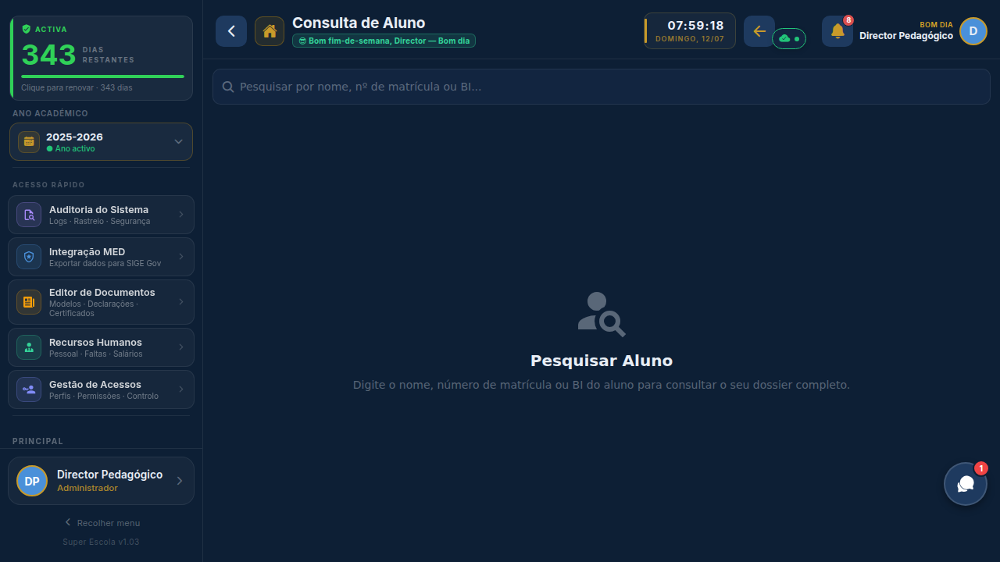 ACTIVA
343 DIAS RESTANTES
Clique para renovar · 343 dias
ANO ACADÉMICO
2025-2026
Ano activo
ACESSO RÁPIDO
Auditoria do Sistema
Logs · Rastreio · Segurança
Integração MED
Exportar dados para SIGE Gov
Editor de Documentos
Modelos · Declarações ·
Certificados
Recursos Humanos
Pessoal · Faltas · Salários
Gestão de Acessos
Perfis · Permissões · Controlo
PRINCIPAL
DP
Director Pedagógico
Administrador
Recolher menu
Super Escola v1.03
Consulta de Aluno
😎 Bom fim-de-semana, Director — Bom dia
07:59:18
DOMINGO, 12/07
8
BOM DIA
Director Pedagógico
D
Pesquisar por nome, nº de matrícula ou BI...
Pesquisar Aluno
Digite o nome, número de matrícula ou BI do aluno para consultar o seu dossier completo.
1